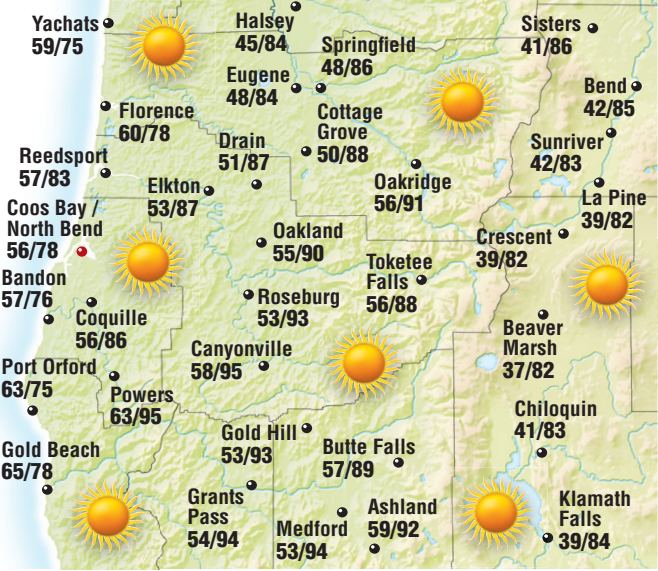 Yachats
59/75
Halsey
45/84
Sisters
41/86
Springfield
48/86
Eugene
48/84
Bend
42/85
Florence
60/78
Cottage
Grove
50/88
Drain
51/87
Sunriver
42/83
Reedsport
57/83
Elkton
53/87
Oakridge
56/91
La Pine
39/82
Coos Bay /
North Bend
56/78
Oakland
55/90
Crescent
39/82
Toketee
Falls
56/88
Bandon
57/76
Roseburg
53/93
Coquille
56/86
Beaver
Marsh
37/82
Canyonville
58/95
Port Orford
63/75
Powers
63/95
Chiloquin
41/83
Gold Hill
53/93
Butte Falls
57/89
Gold Beach
65/78
Grants
Pass
54/94
Medford
53/94
Ashland
59/92
Klamath
Falls
39/84